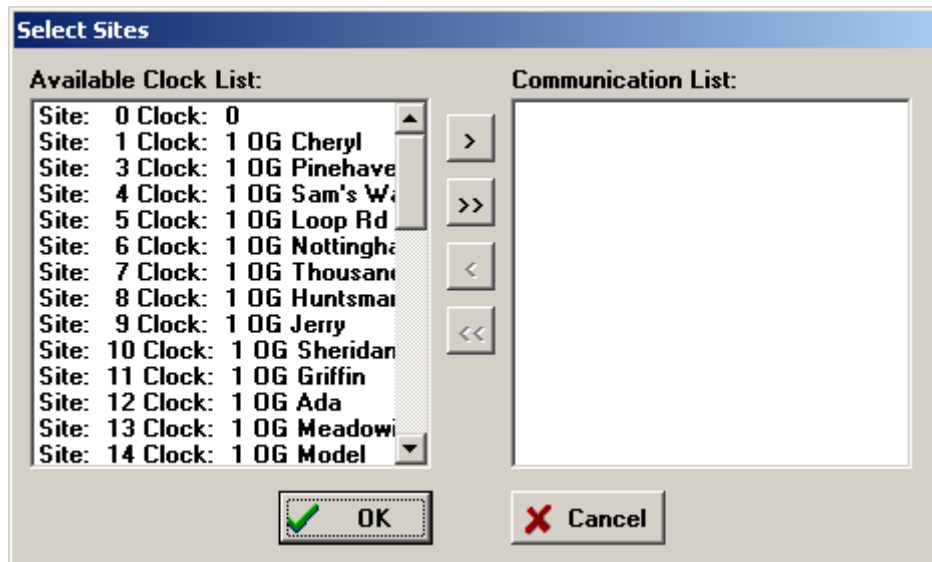 Select Sites
Available Clock List:
Communication List:
Site: 0 Clock: 0
Site: 1 Clock: 1 OG Cheryl
Site: 3 Clock: 1 OG Pinehave
Site: 4 Clock: 1 OG Sam's Wa
Site: 5 Clock: 1 OG Loop Rd
Site: 6 Clock: 1 OG Nottingha
Site: 7 Clock: 1 OG Thousand
Site: 8 Clock: 1 OG Huntsman
Site: 9 Clock: 1 OG Jerry
Site: 10 Clock: 1 OG Sheridan
Site: 11 Clock: 1 OG Griffin
Site: 12 Clock: 1 OG Ada
Site: 13 Clock: 1 OG Meadowi
Site: 14 Clock: 1 OG Model
>
>>
<
<<
OK
Cancel